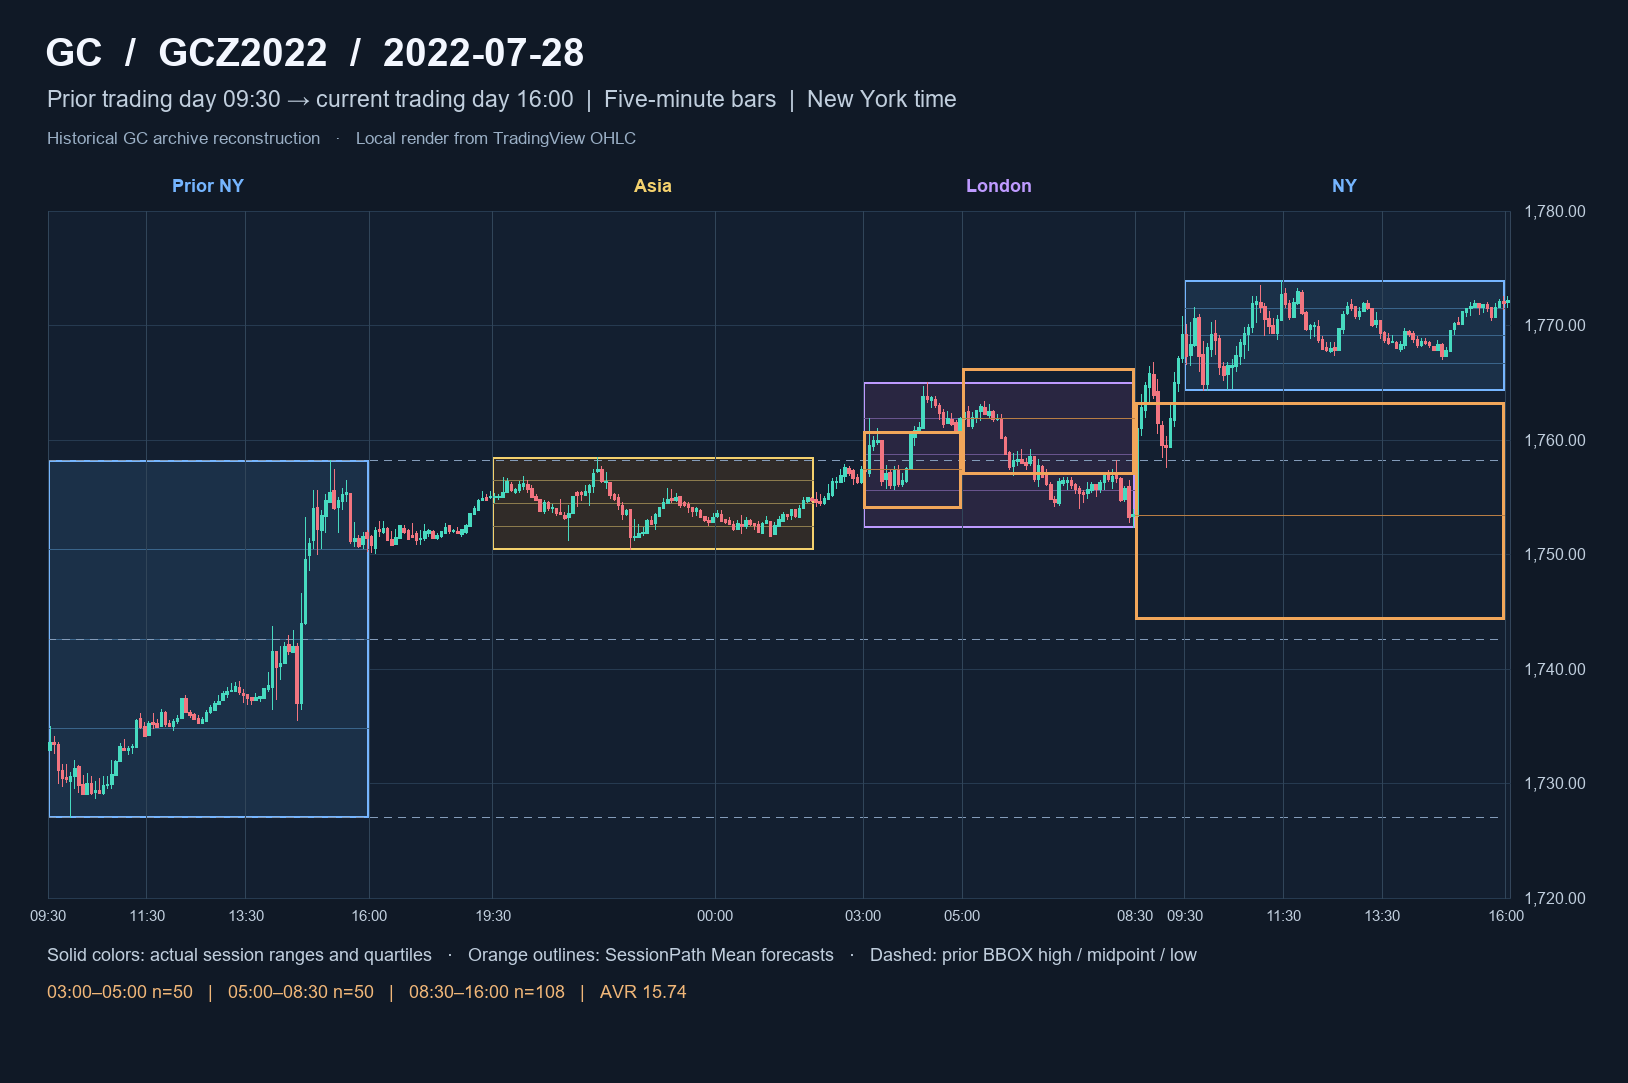 GC / GCZ2022 / 2022-07-28
Prior trading day 09:30 → current trading day 16:00 | Five-minute bars | New York time
Historical GC archive reconstruction · Local render from TradingView OHLC
Prior NY Asia London NY
1,780.00
1,770.00
1,760.00
1,750.00
1,740.00
1,730.00
1,720.00
09:30 11:30 13:30 16:00 19:30 00:00 03:00 05:00 08:30 09:30 11:30 13:30 16:00
Solid colors: actual session ranges and quartiles · Orange outlines: SessionPath Mean forecasts · Dashed: prior BBOX high / midpoint / low
03:00–05:00 n=50 | 05:00–08:30 n=50 | 08:30–16:00 n=108 | AVR 15.74